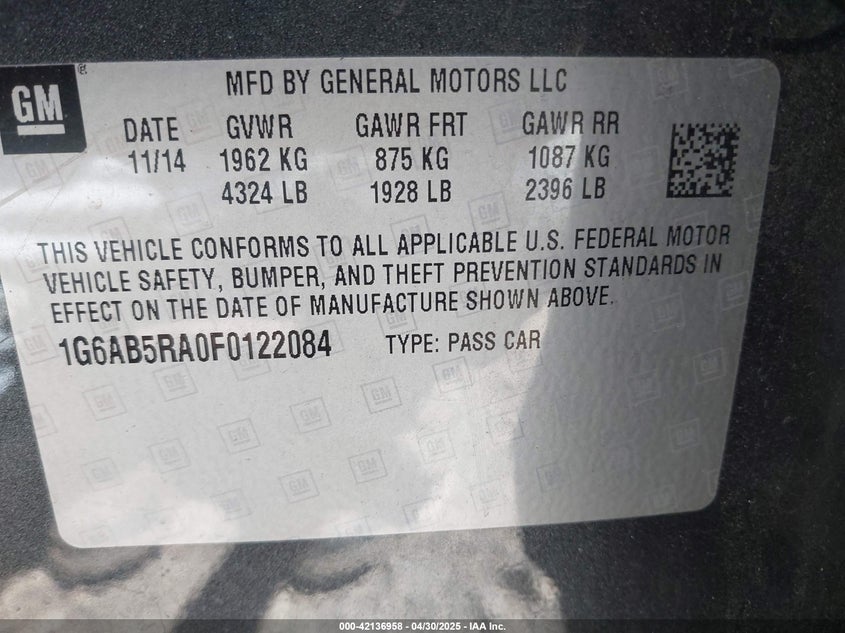 GM
®
MFD BY GENERAL MOTORS LLC
DATE GVWR GAWR FRT GAWR RR
11/14 1962 KG 875 KG 1087 KG
4324 LB 1928 LB 2396 LB
THIS VEHICLE CONFORMS TO ALL APPLICABLE U.S. FEDERAL MOTOR
VEHICLE SAFETY, BUMPER, AND THEFT PREVENTION STANDARDS IN
EFFECT ON THE DATE OF MANUFACTURE SHOWN ABOVE.
1G6AB5RA0F0122084 TYPE: PASS CAR
000-42136958 - 04/30/2025 - IAA Inc.